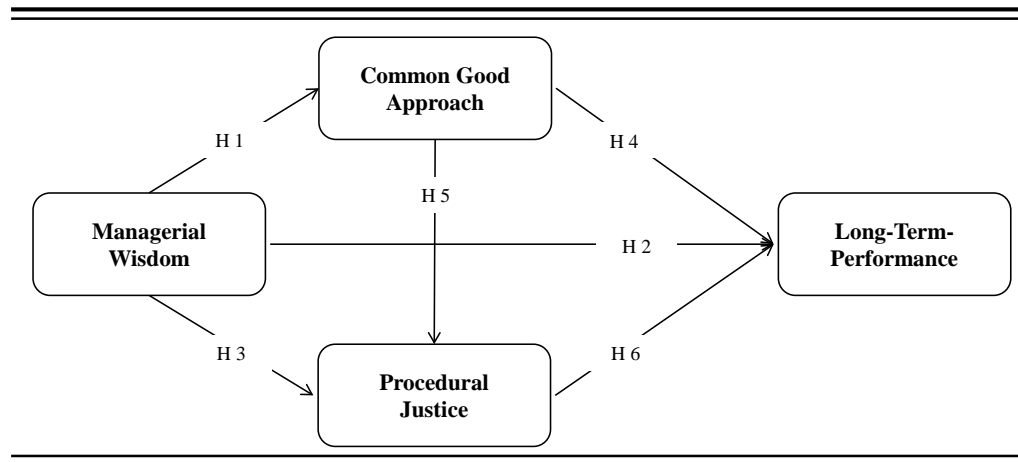 Common Good
Approach
H 1
H 4
H 5
Managerial
Wisdom
H 2
Long-Term-
Performance
H 3
H 6
Procedural
Justice